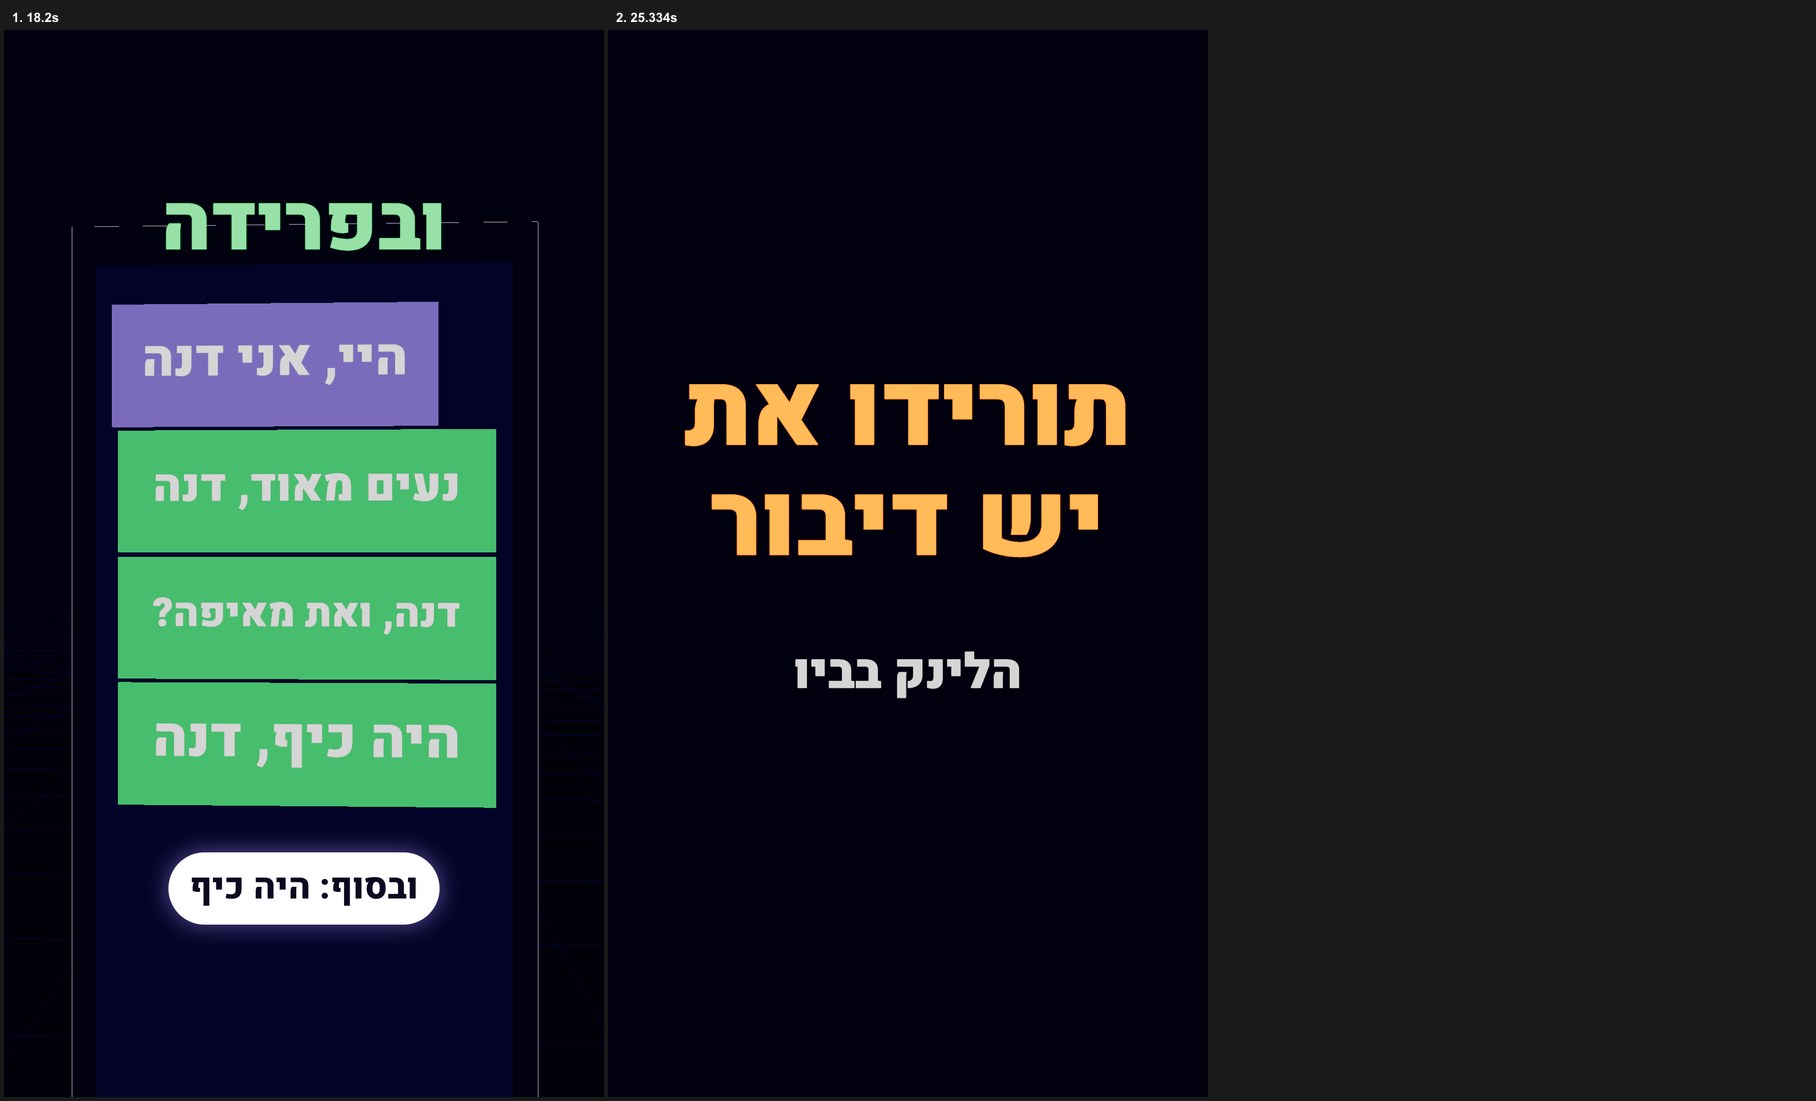 1. 18.2s
ובפרידה
היי, אני דנה
נעים מאוד, דנה
דנה, ואת מאיפה?
היה כיף, דנה
ובסוף: היה כיף
2. 25.334s
תורידו את
יש דיבור
הלינק בביו